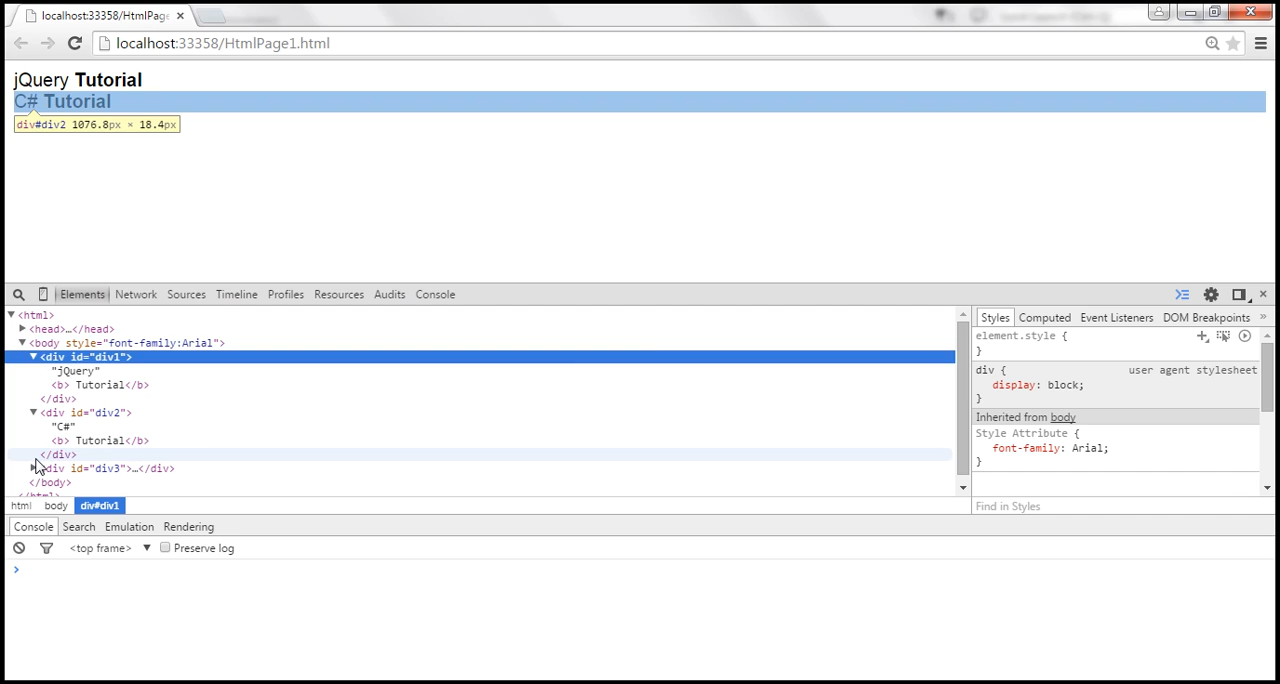 localhost:33358/HtmlPage
localhost:33358/HtmlPage1.html
jQuery Tutorial
C# Tutorial
div#div2 1076.8px × 18.4px
Elements Network Sources Timeline Profiles Resources Audits Console
<html>
<head>…</head>
<body style="font-family:Arial">
<div id="div1">
"jQuery"
<b> Tutorial</b>
</div>
<div id="div2">
"C#"
<b> Tutorial</b>
</div>
<div id="div3">…</div>
</body>
</html>
html body div#div1
Styles Computed Event Listeners DOM Breakpoints »
element.style {
}
div { user agent stylesheet
display: block;
}
Inherited from body
Style Attribute {
font-family: Arial;
}
Find in Styles
Console Search Emulation Rendering
<top frame> Preserve log